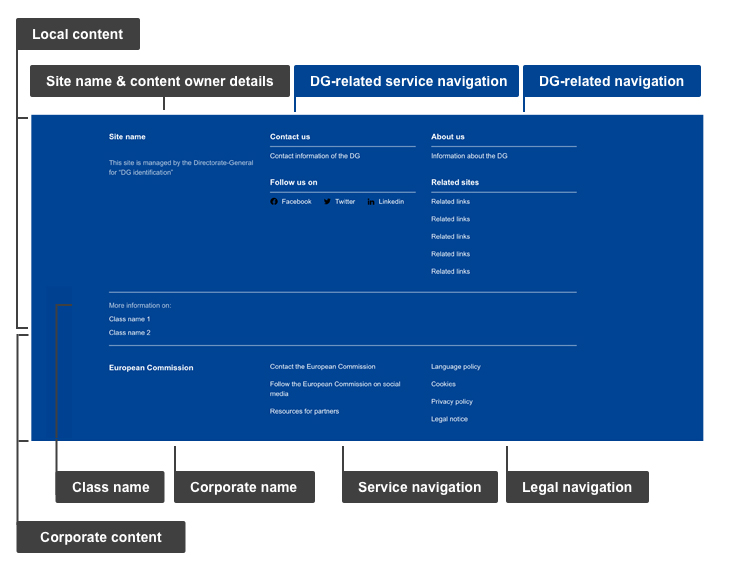 Local content
Site name & content owner details
DG-related service navigation
DG-related navigation
Site name
This site is managed by the Directorate-General
for "DG identification"
Contact us
Contact information of the DG
Follow us on
Facebook
Twitter
Linkedin
About us
Information about the DG
Related sites
Related links
Related links
Related links
Related links
Related links
More information on:
Class name 1
Class name 2
European Commission
Contact the European Commission
Follow the European Commission on social
media
Resources for partners
Language policy
Cookies
Privacy policy
Legal notice
Class name
Corporate name
Service navigation
Legal navigation
Corporate content